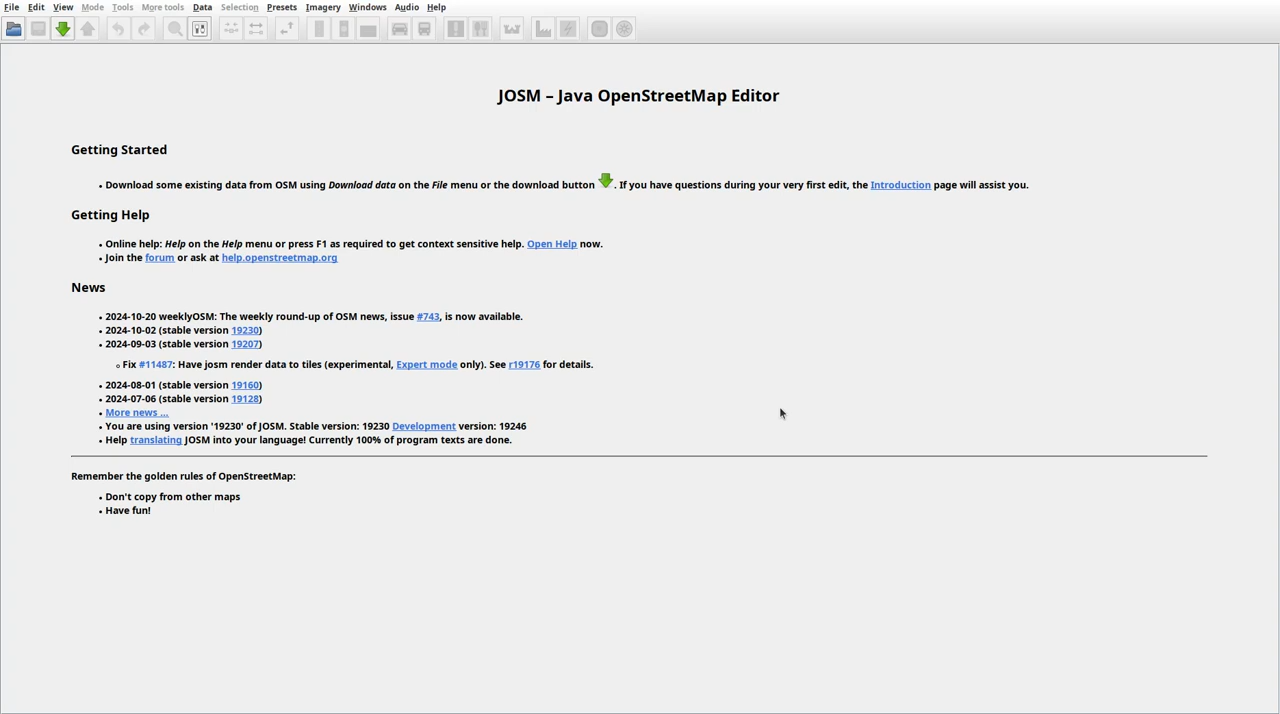 File Edit View Mode Tools More tools Data Selection Presets Imagery Windows Audio Help
JOSM – Java OpenStreetMap Editor
Getting Started
• Download some existing data from OSM using Download data on the File menu or the download button . If you have questions during your very first edit, the Introduction page will assist you.
Getting Help
• Online help: Help on the Help menu or press F1 as required to get context sensitive help. Open Help now.
• Join the forum or ask at help.openstreetmap.org
News
• 2024-10-20 weeklyOSM: The weekly round-up of OSM news, issue #743, is now available.
• 2024-10-02 (stable version 19230)
• 2024-09-03 (stable version 19207)
◦ Fix #11487: Have josm render data to tiles (experimental, Expert mode only). See r19176 for details.
• 2024-08-01 (stable version 19160)
• 2024-07-06 (stable version 19128)
• More news ...
• You are using version '19230' of JOSM. Stable version: 19230 Development version: 19246
• Help translating JOSM into your language! Currently 100% of program texts are done.
Remember the golden rules of OpenStreetMap:
• Don't copy from other maps
• Have fun!